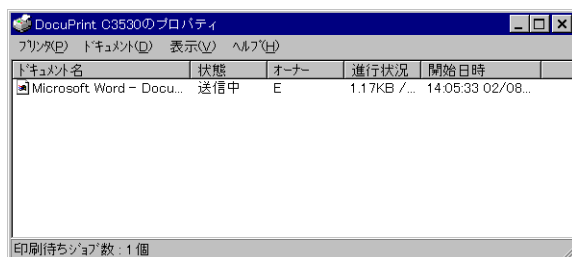 DocuPrint C3530のプロパティ
プリンタ(P) ドキュメント(D) 表示(V) ヘルプ(H)
ドキュメント名 状態 オーナー 進行状況 開始日時
Microsoft Word - Docu... 送信中 E 1.17KB /... 14:05:33 02/08...
印刷待ちジョブ数 : 1 個